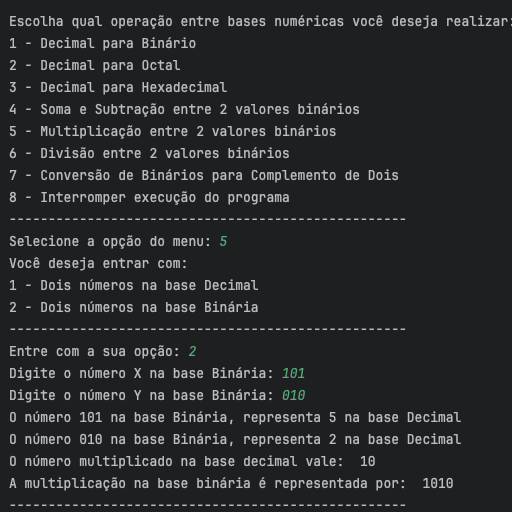 Escolha qual operação entre bases numéricas você deseja realizar:
1 - Decimal para Binário
2 - Decimal para Octal
3 - Decimal para Hexadecimal
4 - Soma e Subtração entre 2 valores binários
5 - Multiplicação entre 2 valores binários
6 - Divisão entre 2 valores binários
7 - Conversão de Binários para Complemento de Dois
8 - Interromper execução do programa
---------------------------------------------------
Selecione a opção do menu: 5
Você deseja entrar com:
1 - Dois números na base Decimal
2 - Dois números na base Binária
---------------------------------------------------
Entre com a sua opção: 2
Digite o número X na base Binária: 101
Digite o número Y na base Binária: 010
O número 101 na base Binária, representa 5 na base Decimal
O número 010 na base Binária, representa 2 na base Decimal
O número multiplicado na base decimal vale:  10
A multiplicação na base binária é representada por:  1010
---------------------------------------------------